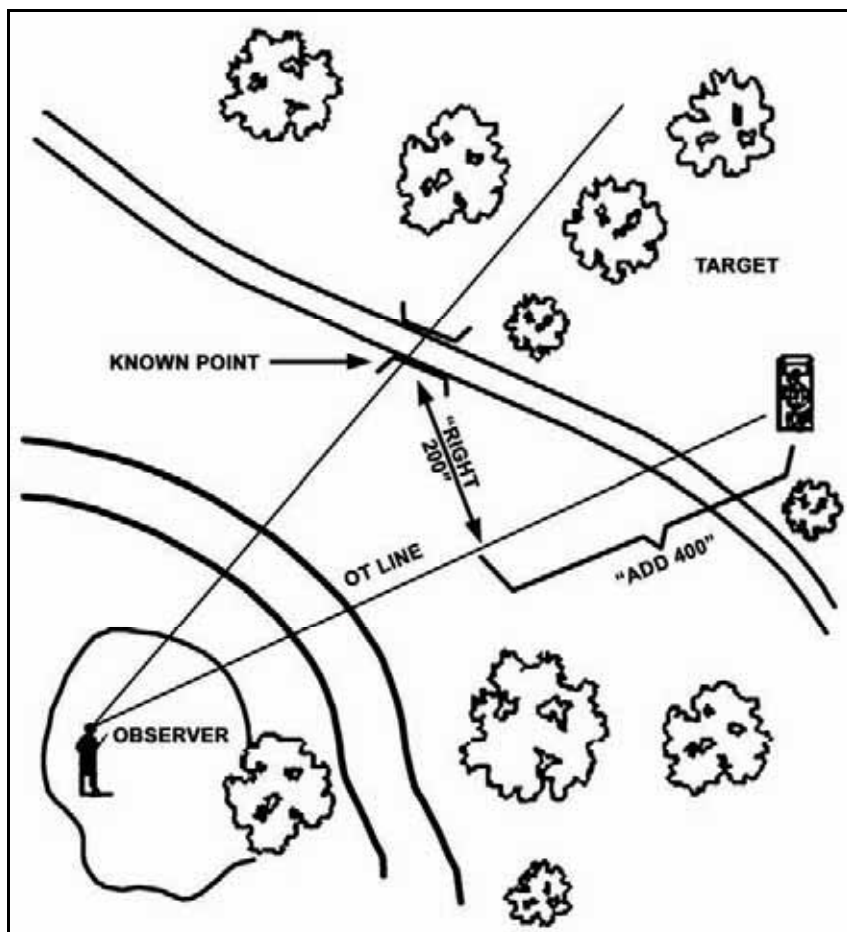 TARGET
KNOWN POINT
“RIGHT
200”
OT LINE
“ADD 400”
OBSERVER